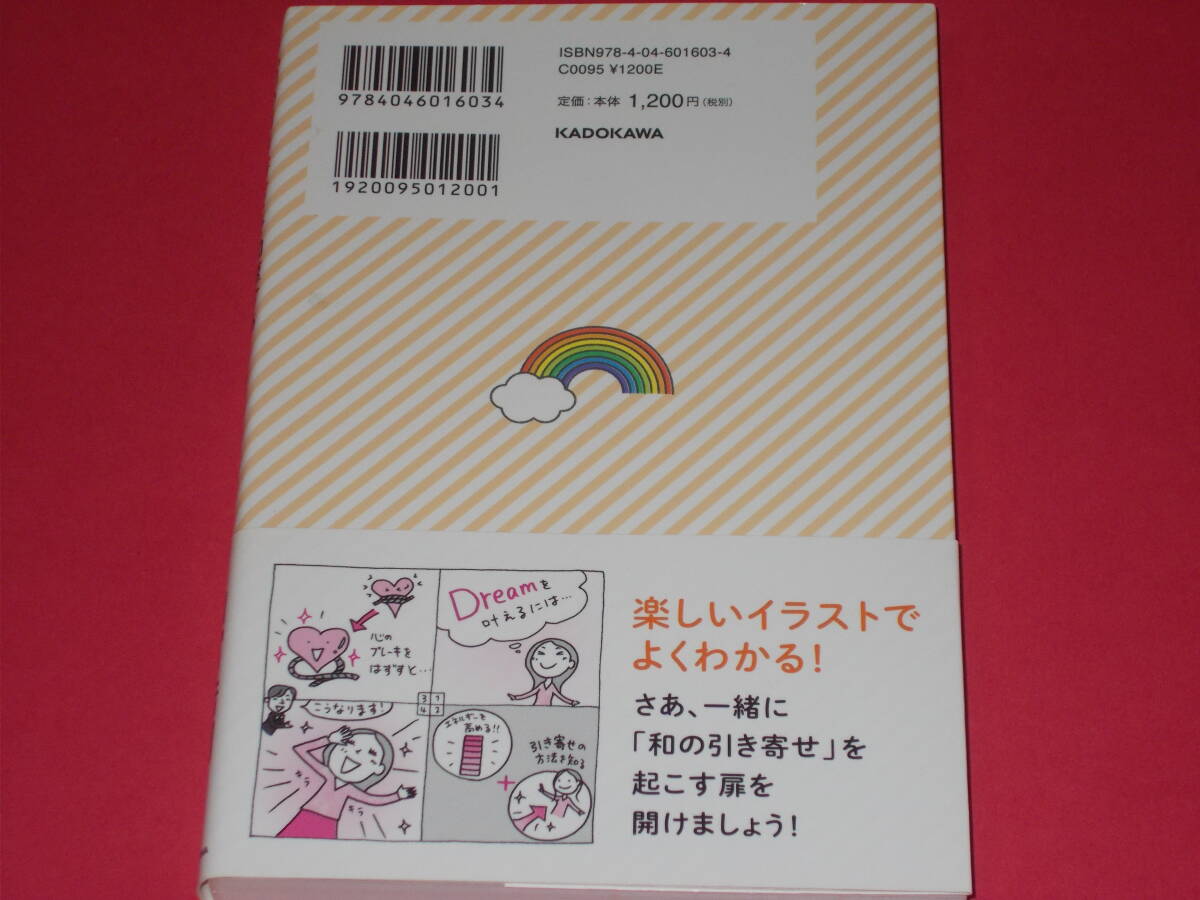 ISBN978-4-04-601603-4
C0095 ¥1200E
定価：本体 1,200円（税別）
KADOKAWA
9784046016034
1920095012001
Dreamを
叶えるには…
エネルギーを
高める!!
引き寄せの
方法を知る
+
心の
ブレーキを
はずすと…
こうなります!
キラ
キラ
3 1
4 2
楽しいイラストで
よくわかる！
さあ、一緒に
「和の引き寄せ」を
起こす扉を
開けましょう！